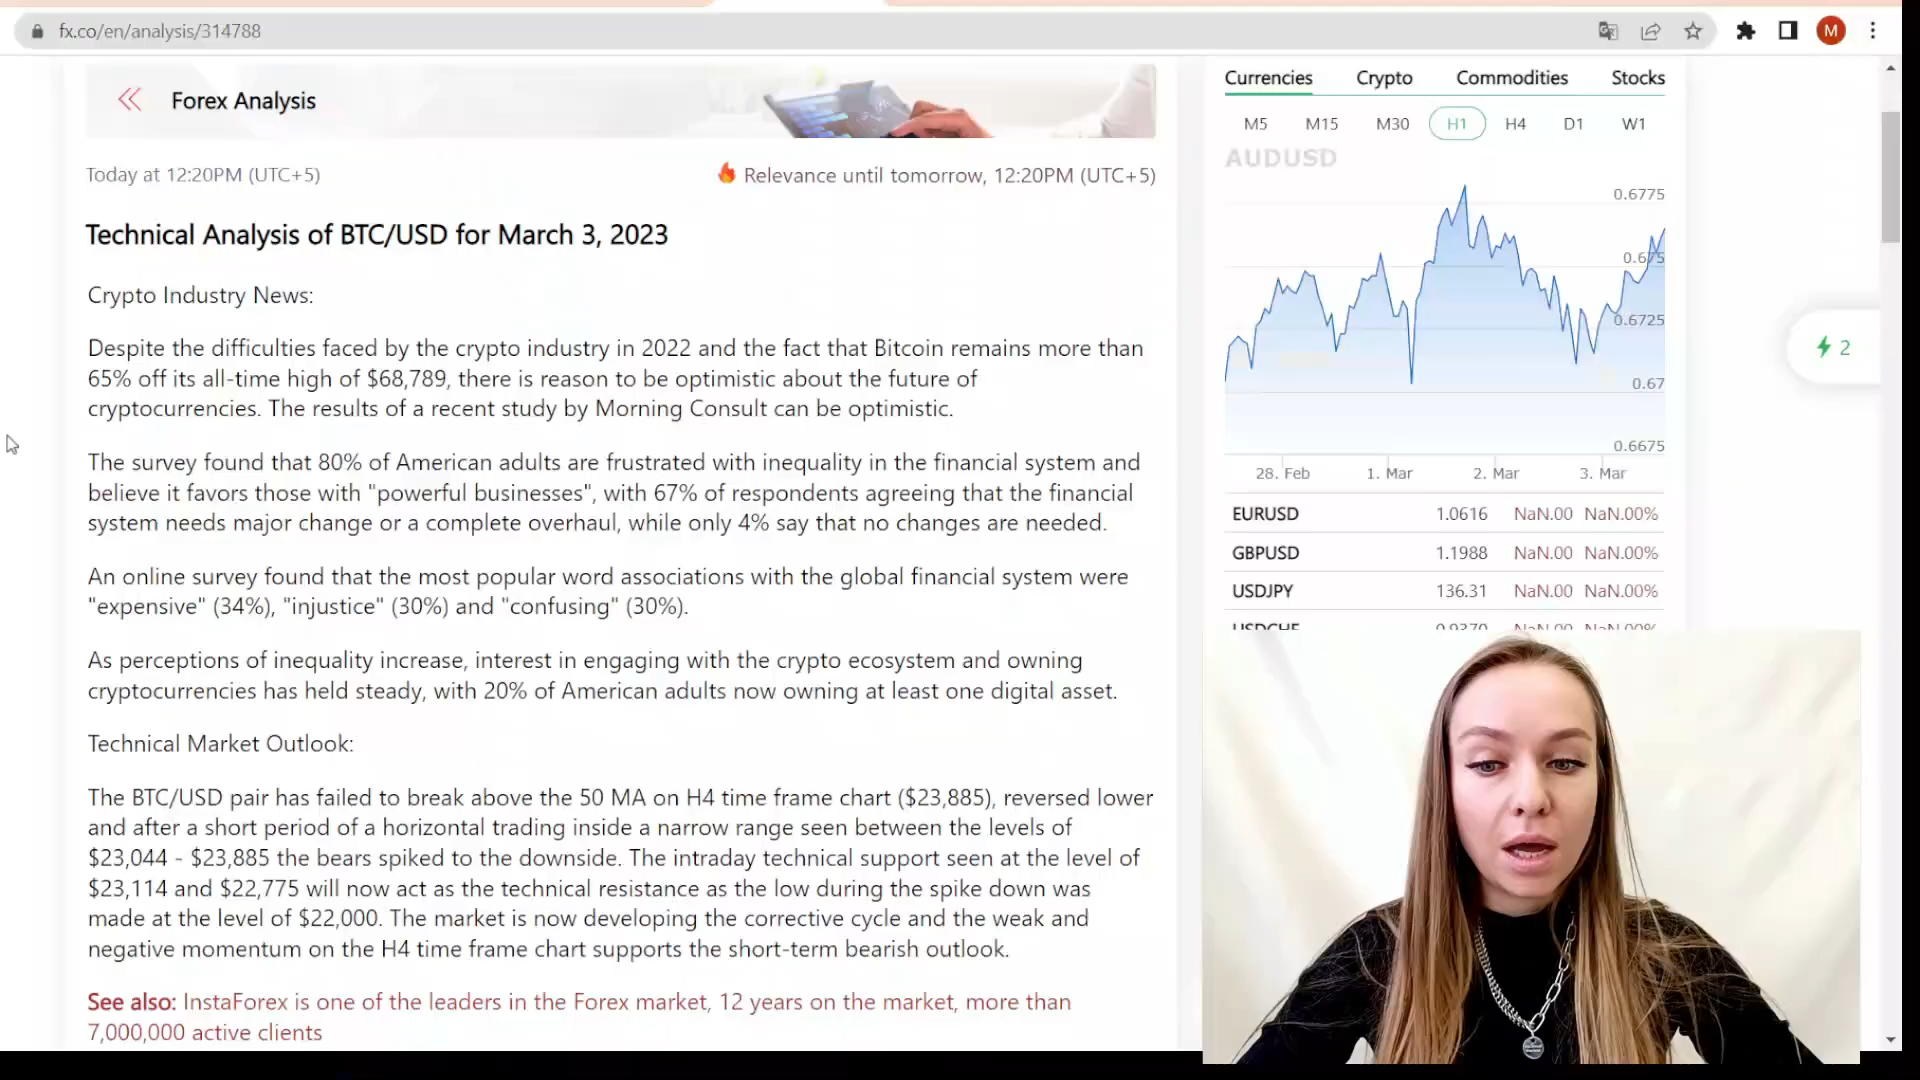 fx.co/en/analysis/314788
M
Forex Analysis
Today at 12:20PM (UTC+5)
Relevance until tomorrow, 12:20PM (UTC+5)
Technical Analysis of BTC/USD for March 3, 2023
Crypto Industry News:
Despite the difficulties faced by the crypto industry in 2022 and the fact that Bitcoin remains more than
65% off its all-time high of $68,789, there is reason to be optimistic about the future of
cryptocurrencies. The results of a recent study by Morning Consult can be optimistic.
The survey found that 80% of American adults are frustrated with inequality in the financial system and
believe it favors those with "powerful businesses", with 67% of respondents agreeing that the financial
system needs major change or a complete overhaul, while only 4% say that no changes are needed.
An online survey found that the most popular word associations with the global financial system were
"expensive" (34%), "injustice" (30%) and "confusing" (30%).
As perceptions of inequality increase, interest in engaging with the crypto ecosystem and owning
cryptocurrencies has held steady, with 20% of American adults now owning at least one digital asset.
Technical Market Outlook:
The BTC/USD pair has failed to break above the 50 MA on H4 time frame chart ($23,885), reversed lower
and after a short period of a horizontal trading inside a narrow range seen between the levels of
$23,044 - $23,885 the bears spiked to the downside. The intraday technical support seen at the level of
$23,114 and $22,775 will now act as the technical resistance as the low during the spike down was
made at the level of $22,000. The market is now developing the corrective cycle and the weak and
negative momentum on the H4 time frame chart supports the short-term bearish outlook.
See also: InstaForex is one of the leaders in the Forex market, 12 years on the market, more than
7,000,000 active clients
Currencies Crypto Commodities Stocks
M5 M15 M30 H1 H4 D1 W1
AUDUSD
0.6775
0.675
0.6725
0.67
0.6675
28. Feb 1. Mar 2. Mar 3. Mar
EURUSD 1.0616 NaN.00 NaN.00%
GBPUSD 1.1988 NaN.00 NaN.00%
USDJPY 136.31 NaN.00 NaN.00%
USDCHF 0.9370 NaN.00 NaN.00%
2